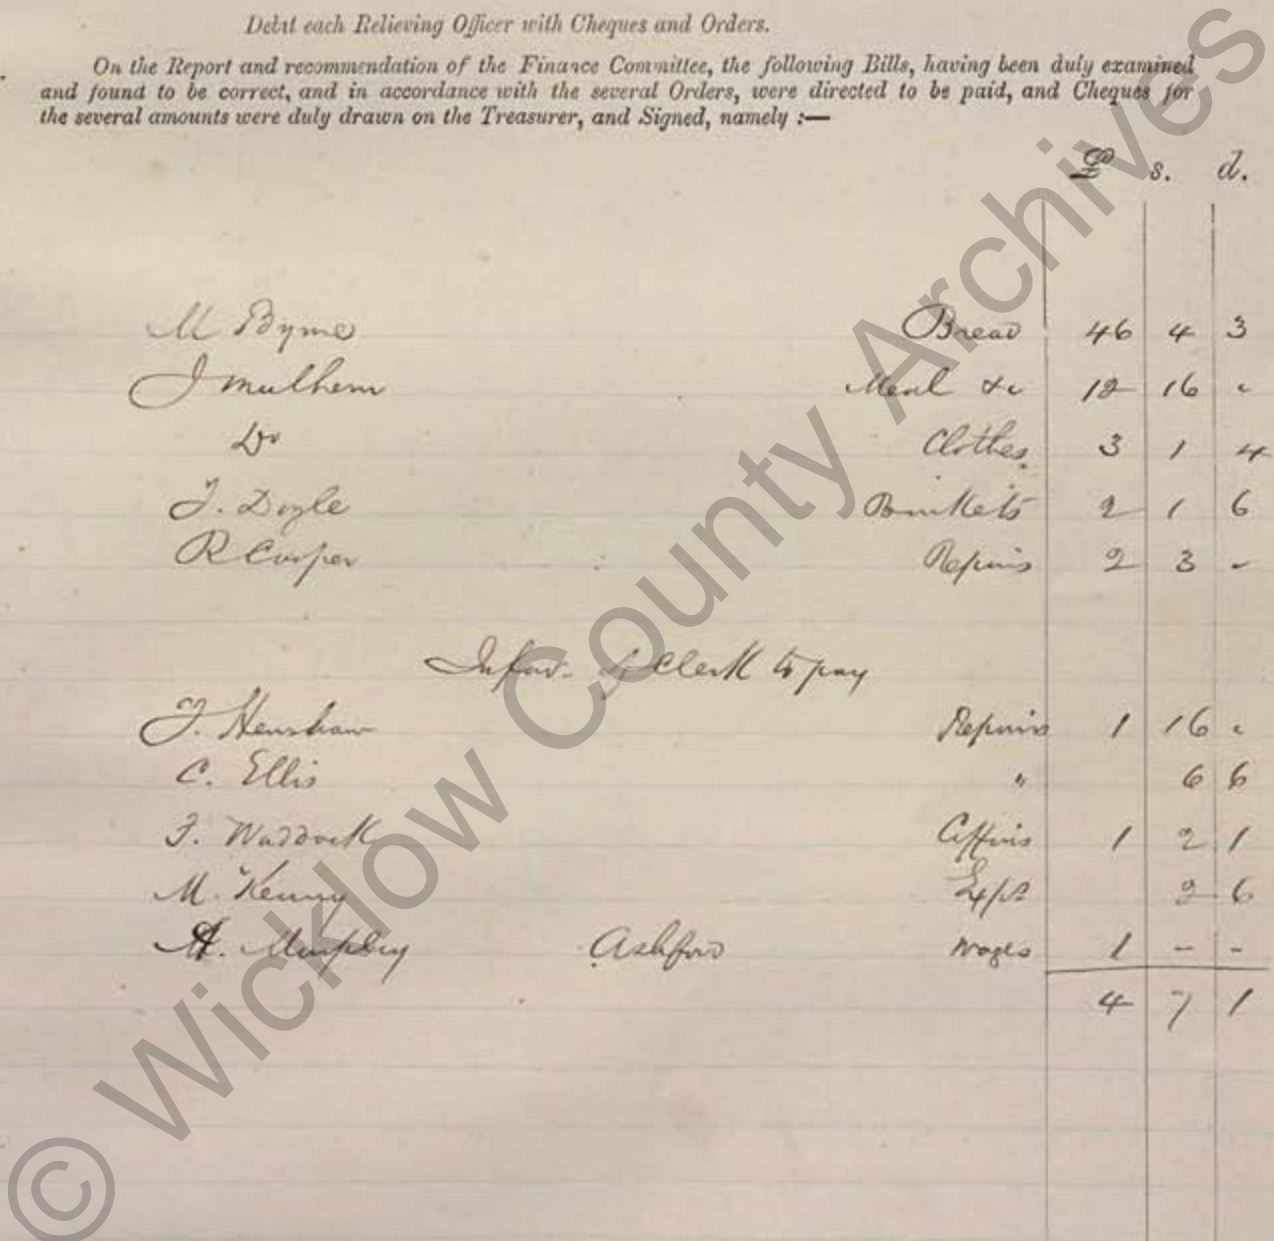 Debit each Relieving Officer with Cheques and Orders.
On the Report and recommendation of the Finance Committee, the following Bills, having been duly examined
and found to be correct, and in accordance with the several Orders, were directed to be paid, and Cheques for
the several amounts were duly drawn on the Treasurer, and Signed, namely :—
£ s. d.
M Byrne Bread 46 4 3
J Mulhern Meal &c 12 16 -
Do Clothes 3 1 4
J. Doyle 2 1 6
R Cooper Repairs 2 3 -
In fav. of Clerk to pay
J. Henshaw Repairs 1 16 -
C. Ellis " 6 6
J. Waddock Coffins 1 2 1
M. Kenny 2 6
A. Murphy Ashford Wages 1 - -
4 7 1
© Wicklow County Archives